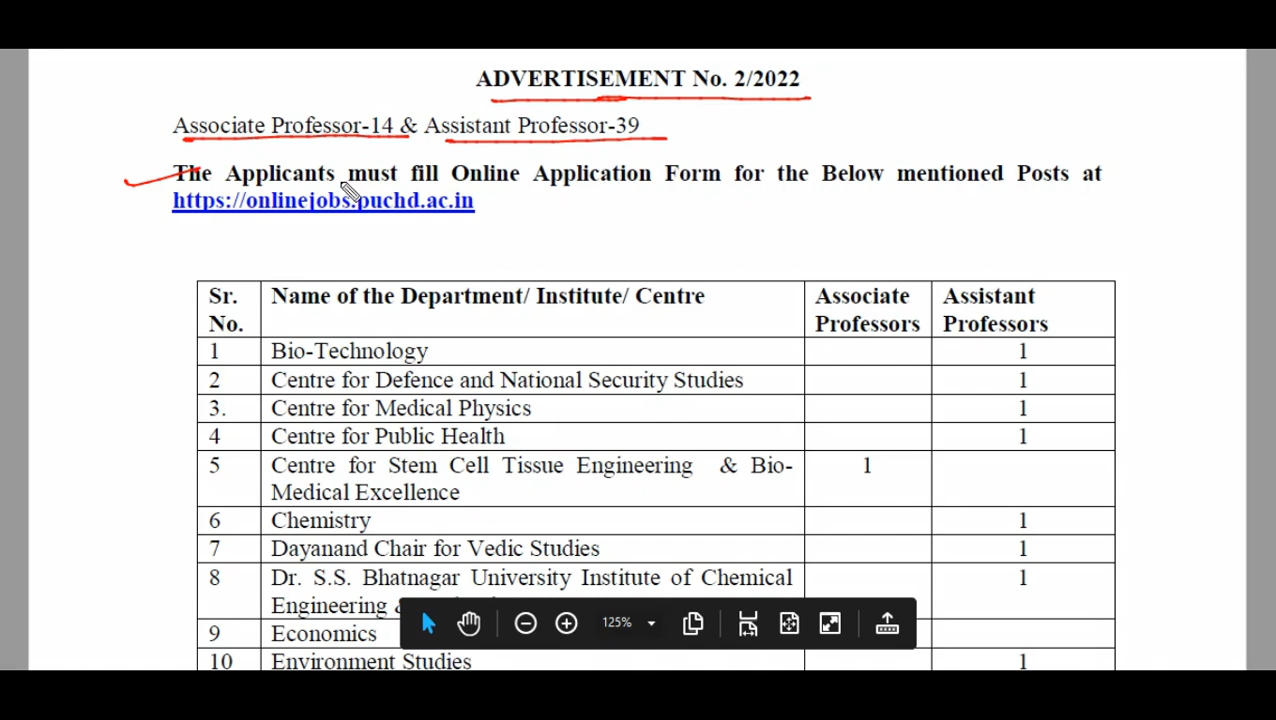 ADVERTISEMENT No. 2/2022
Associate Professor-14 & Assistant Professor-39
The Applicants must fill Online Application Form for the Below mentioned Posts at
https://onlinejobs.puchd.ac.in
Sr. No. Name of the Department/ Institute/ Centre Associate Professors Assistant Professors
1 Bio-Technology 1
2 Centre for Defence and National Security Studies 1
3. Centre for Medical Physics 1
4 Centre for Public Health 1
5 Centre for Stem Cell Tissue Engineering & Bio- 1
Medical Excellence
6 Chemistry 1
7 Dayanand Chair for Vedic Studies 1
8 Dr. S.S. Bhatnagar University Institute of Chemical 1
Engineering
9 Economics
10 Environment Studies 1
125%